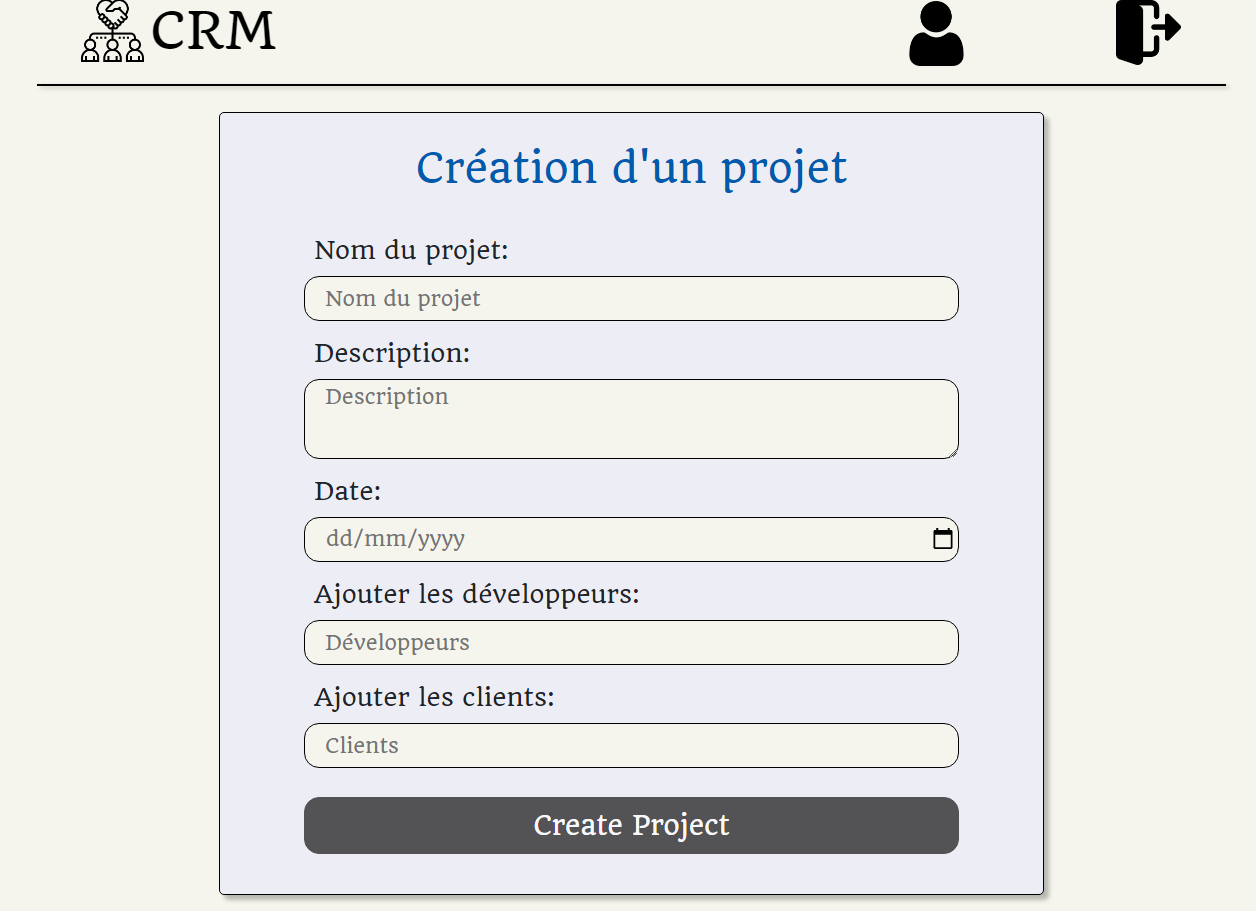 CRM
Création d'un projet
Nom du projet:
Nom du projet
Description:
Description
Date:
dd/mm/yyyy
Ajouter les développeurs:
Développeurs
Ajouter les clients:
Clients
Create Project